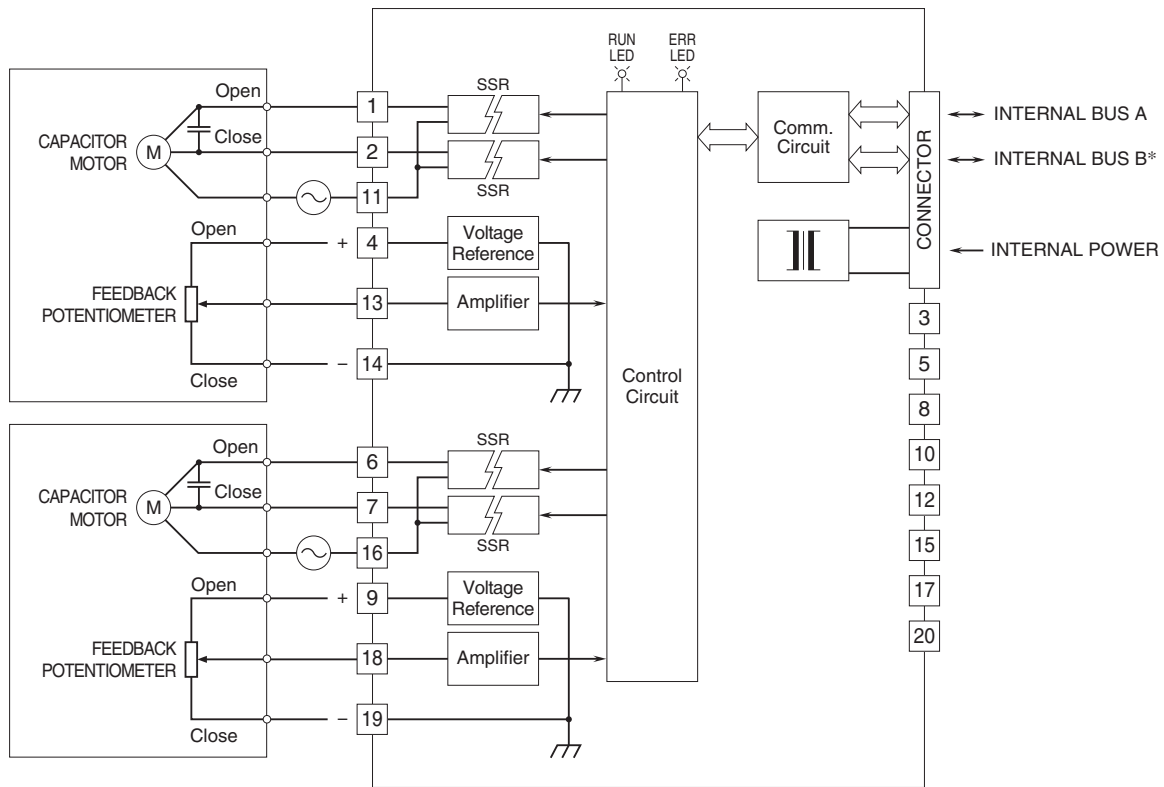 RUN
LED
ERR
LED
Open
Close
CAPACITOR
MOTOR
M
1
2
11
SSR
SSR
Open
+
4
Voltage
Reference
FEEDBACK
POTENTIOMETER
13
Amplifier
–
14
Close
Control
Circuit
Comm.
Circuit
CONNECTOR
INTERNAL BUS A
INTERNAL BUS B*
INTERNAL POWER
3
5
8
10
12
15
17
20
Open
Close
CAPACITOR
MOTOR
M
6
7
16
SSR
SSR
Open
+
9
Voltage
Reference
FEEDBACK
POTENTIOMETER
18
Amplifier
–
19
Close